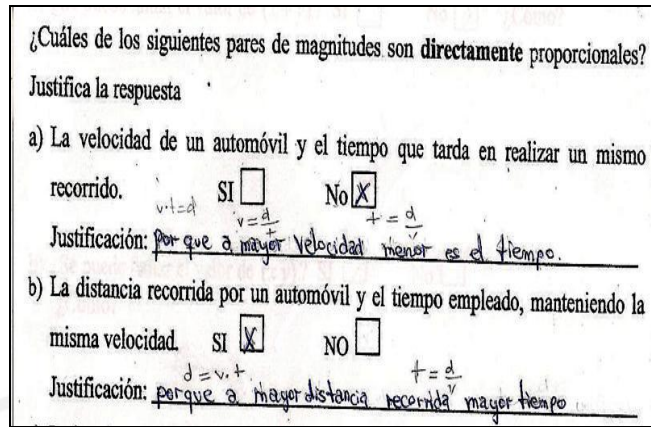 ¿Cuáles de los siguientes pares de magnitudes son directamente proporcionales?
Justifica la respuesta
a) La velocidad de un automóvil y el tiempo que tarda en realizar un mismo
recorrido. SI No X
v·t=d v=d/t t=d/v
Justificación: por que a mayor velocidad menor es el tiempo.
b) La distancia recorrida por un automóvil y el tiempo empleado, manteniendo la
misma velocidad. SI X NO
d=v.t. t=d/v
Justificación: porque a mayor distancia recorrida mayor tiempo